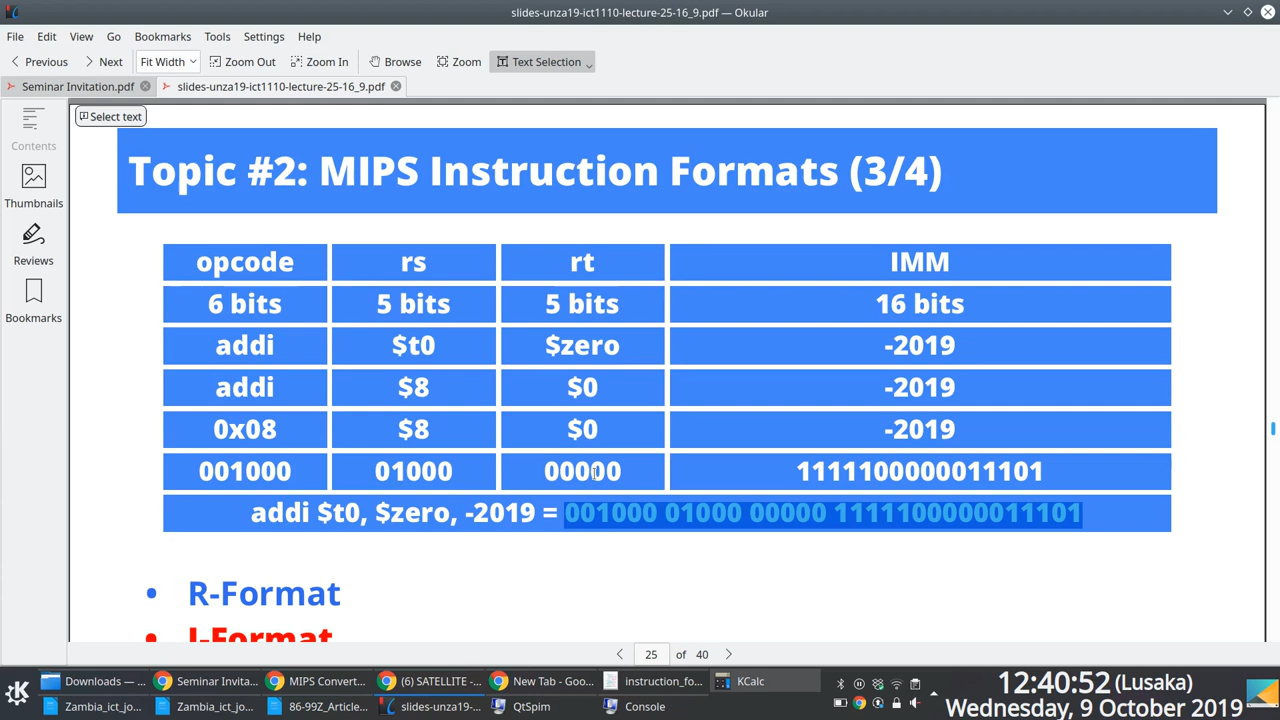 slides-unza19-ict1110-lecture-25-16_9.pdf — Okular
File Edit View Go Bookmarks Tools Settings Help
Previous Next Fit Width Zoom Out Zoom In Browse Zoom Text Selection
Seminar Invitation.pdf slides-unza19-ict1110-lecture-25-16_9.pdf
Contents
Thumbnails
Reviews
Bookmarks
Select text
Topic #2: MIPS Instruction Formats (3/4)
opcode rs rt IMM
6 bits 5 bits 5 bits 16 bits
addi $t0 $zero -2019
addi $8 $0 -2019
0x08 $8 $0 -2019
001000 01000 00000 1111100000011101
addi $t0, $zero, -2019 = 001000 01000 00000 1111100000011101
• R-Format
• I-Format
25 of 40
Downloads — ... Seminar Invita... MIPS Convert... (6) SATELLITE -... New Tab - Goo... instruction_fo... KCalc
Zambia_ict_jo... Zambia_ict_jo... 86-99Z_Article... slides-unza19-... QtSpim Console
12:40:52 (Lusaka)
Wednesday, 9 October 2019